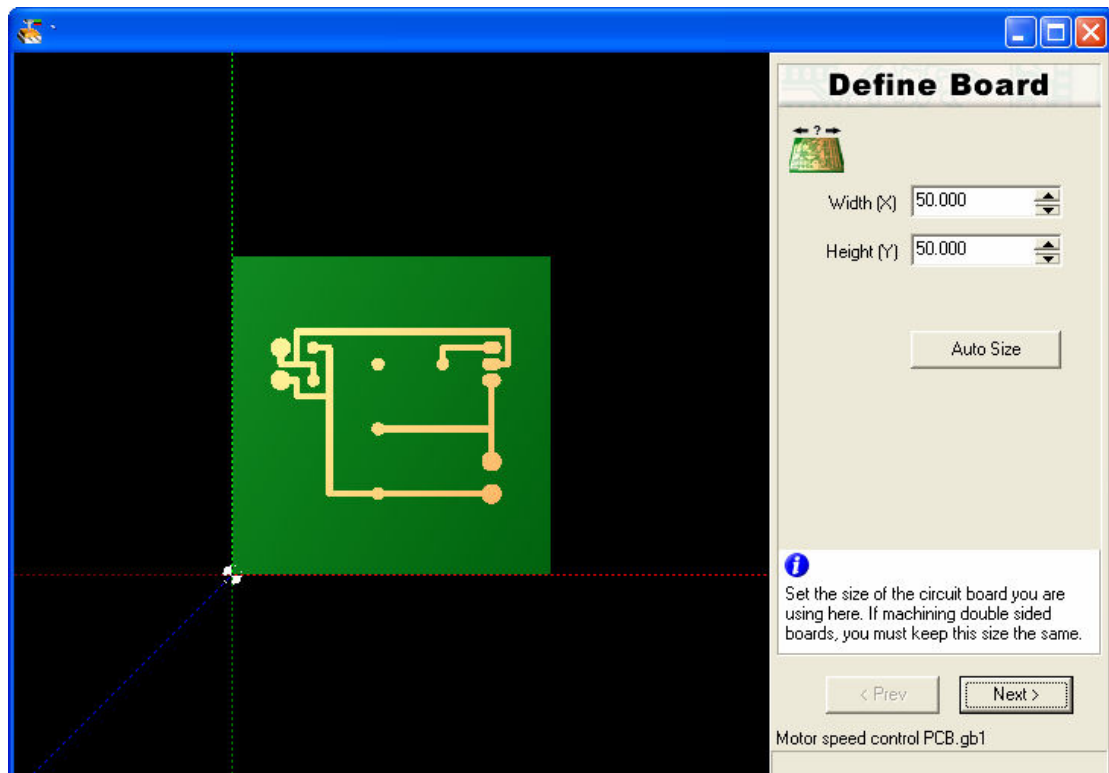 Define Board
?
Width (X) 50.000
Height (Y) 50.000
Auto Size
i
Set the size of the circuit board you are
using here. If machining double sided
boards, you must keep this size the same.
< Prev
Next >
Motor speed control PCB.gb1